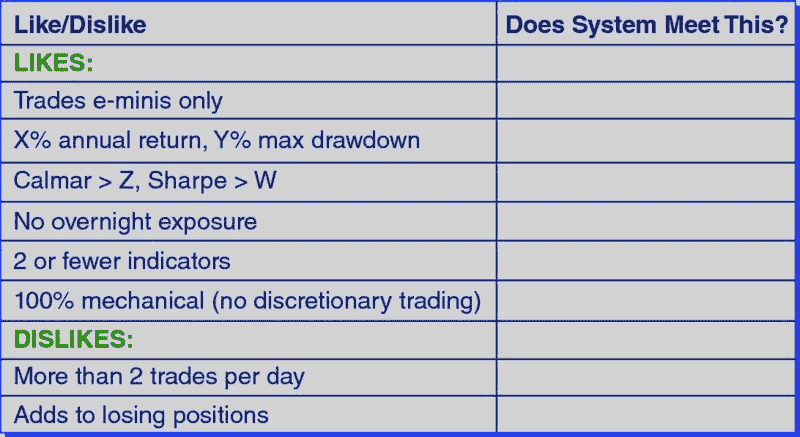 Like/Dislike Does System Meet This?
LIKES:
Trades e-minis only
X% annual return, Y% max drawdown
Calmar > Z, Sharpe > W
No overnight exposure
2 or fewer indicators
100% mechanical (no discretionary trading)
DISLIKES:
More than 2 trades per day
Adds to losing positions